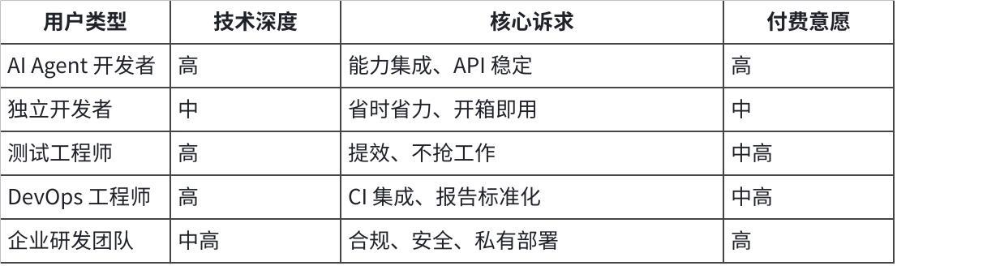 用户类型 技术深度 核心诉求 付费意愿
AI Agent 开发者 高 能力集成、API 稳定 高
独立开发者 中 省时省力、开箱即用 中
测试工程师 高 提效、不抢工作 中高
DevOps 工程师 高 CI 集成、报告标准化 中高
企业研发团队 中高 合规、安全、私有部署 高